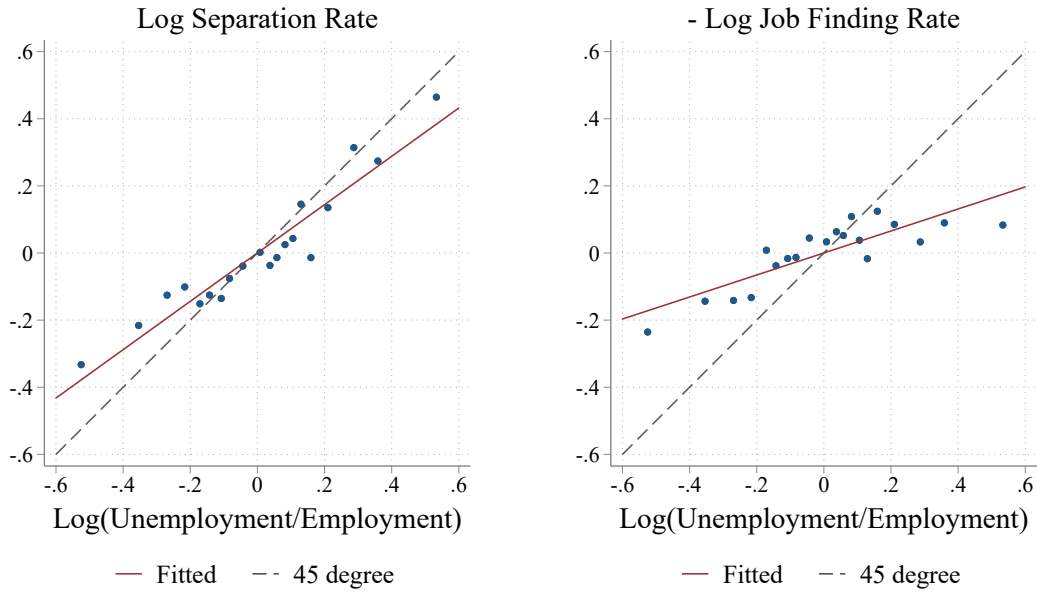 Log Separation Rate
.6
.4
.2
0
-.2
-.4
-.6
-.6 -.4 -.2 0 .2 .4 .6
Log(Unemployment/Employment)
Fitted 45 degree
- Log Job Finding Rate
.6
.4
.2
0
-.2
-.4
-.6
-.6 -.4 -.2 0 .2 .4 .6
Log(Unemployment/Employment)
Fitted 45 degree